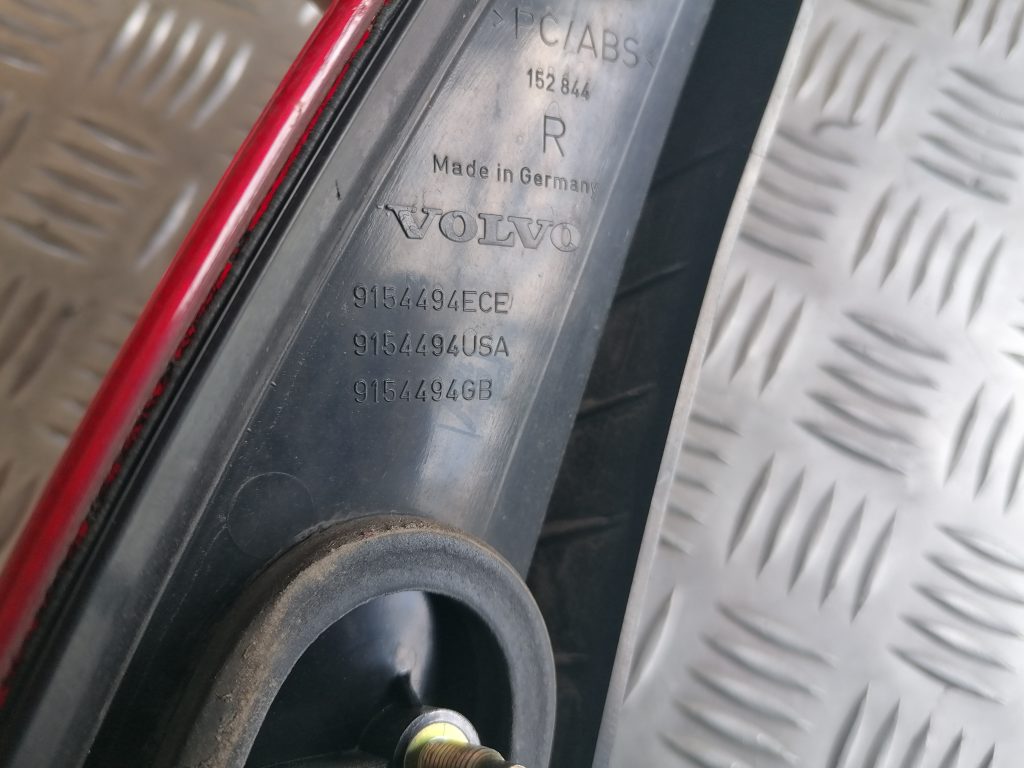 >PC/ABS<
152 844
R
Made in Germany
VOLVO
9154494ECE
9154494USA
9154494GB